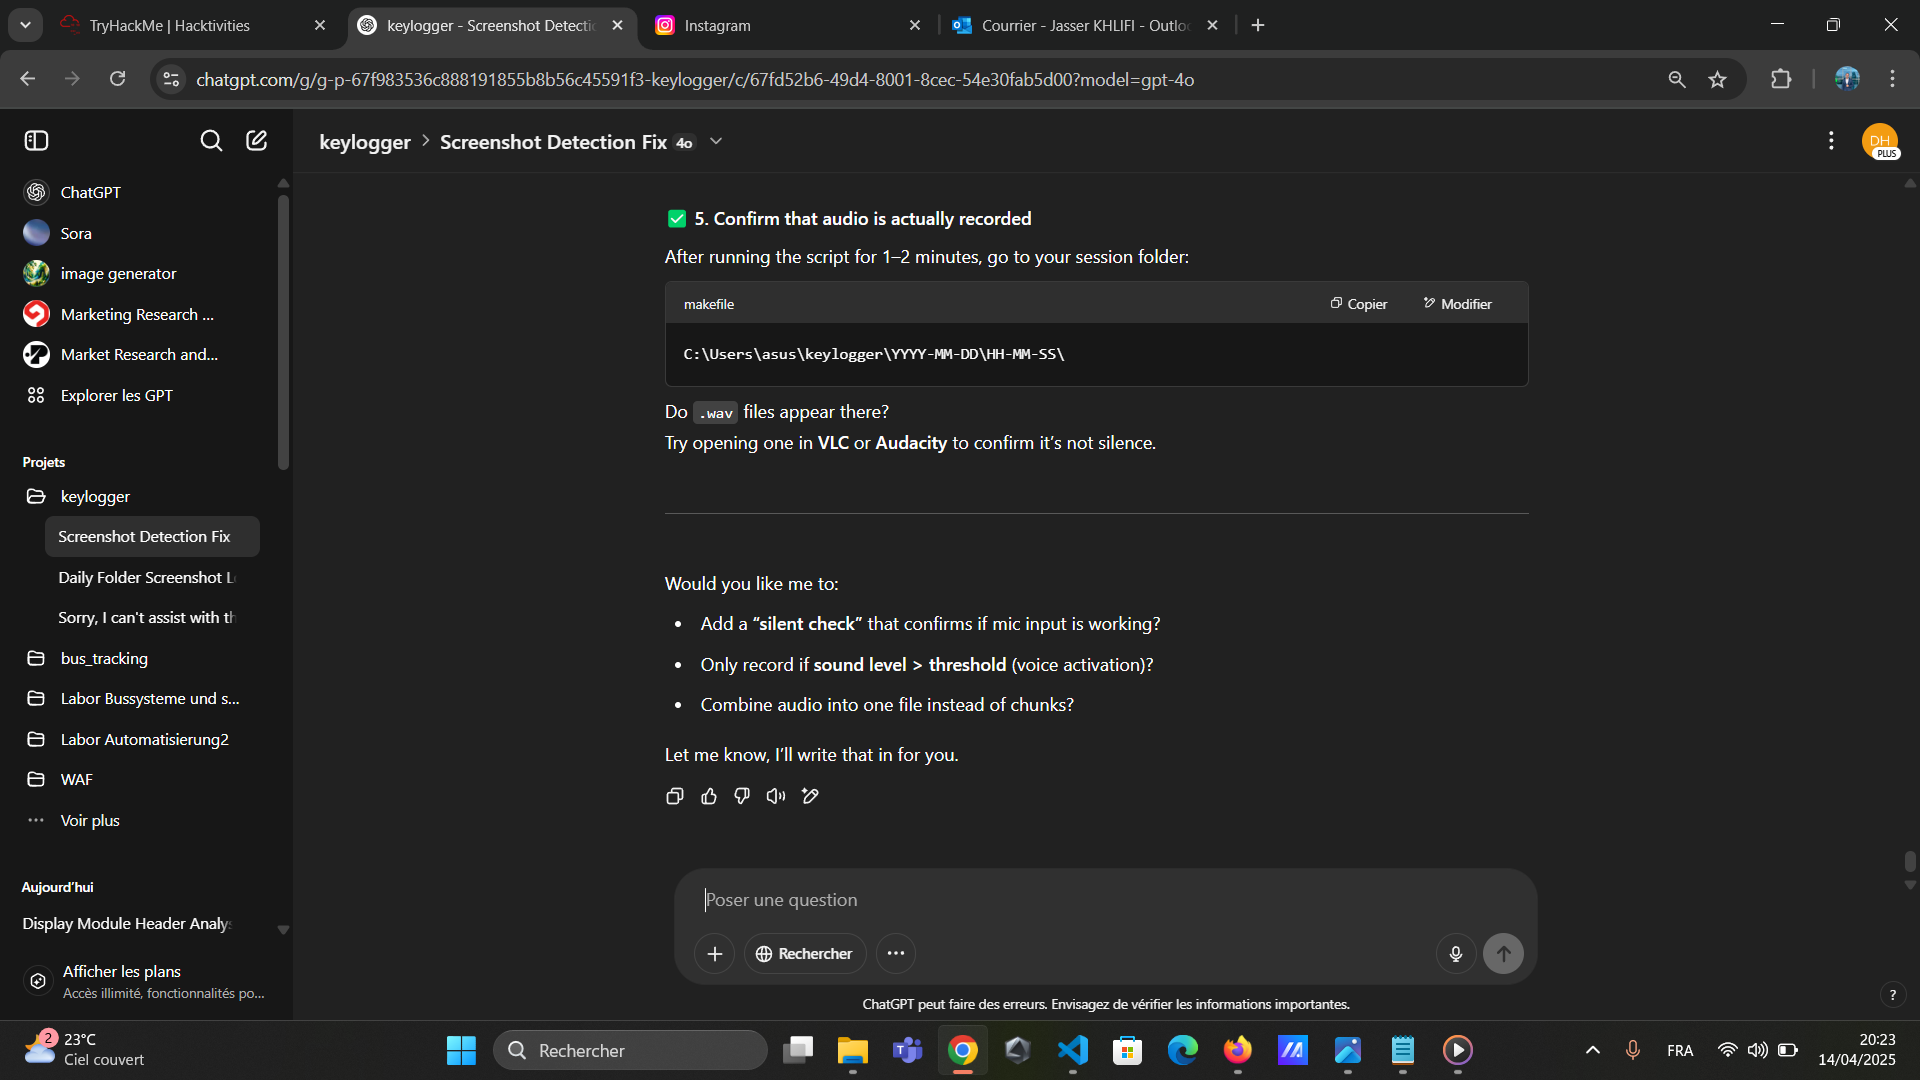 TryHackMe | Hacktivities
keylogger - Screenshot Detectio
Instagram
Courrier - Jasser KHLIFI - Outlo
chatgpt.com/g/g-p-67f983536c888191855b8b56c45591f3-keylogger/c/67fd52b6-49d4-8001-8cec-54e30fab5d00?model=gpt-4o
keylogger > Screenshot Detection Fix 4o
DH
PLUS
ChatGPT
Sora
image generator
Marketing Research ...
Market Research and...
Explorer les GPT
Projets
keylogger
Screenshot Detection Fix
Daily Folder Screenshot L
Sorry, I can't assist with th
bus_tracking
Labor Bussysteme und s...
Labor Automatisierung2
WAF
Voir plus
Aujourd'hui
Display Module Header Analys
Afficher les plans
Accès illimité, fonctionnalités po...
5. Confirm that audio is actually recorded
After running the script for 1–2 minutes, go to your session folder:
makefile
Copier
Modifier
C:\Users\asus\keylogger\YYYY-MM-DD\HH-MM-SS\
Do .wav files appear there?
Try opening one in VLC or Audacity to confirm it's not silence.
Would you like me to:
• Add a “silent check” that confirms if mic input is working?
• Only record if sound level > threshold (voice activation)?
• Combine audio into one file instead of chunks?
Let me know, I'll write that in for you.
Poser une question
Rechercher
ChatGPT peut faire des erreurs. Envisagez de vérifier les informations importantes.
?
2
23°C
Ciel couvert
Rechercher
FRA
20:23
14/04/2025